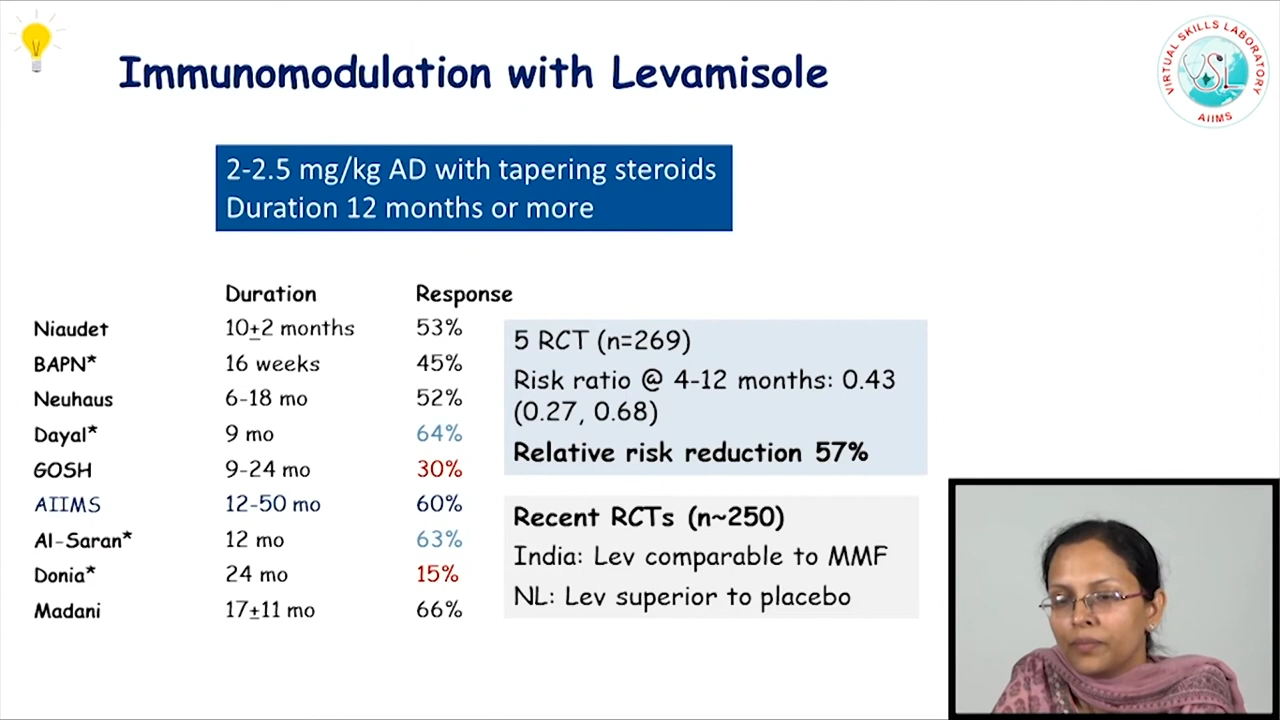 Immunomodulation with Levamisole
VIRTUAL SKILLS LABORATORY
VSL
AIIMS
2-2.5 mg/kg AD with tapering steroids
Duration 12 months or more
Duration Response
Niaudet 10±2 months 53%
BAPN* 16 weeks 45%
Neuhaus 6-18 mo 52%
Dayal* 9 mo 64%
GOSH 9-24 mo 30%
AIIMS 12-50 mo 60%
Al-Saran* 12 mo 63%
Donia* 24 mo 15%
Madani 17±11 mo 66%
5 RCT (n=269)
Risk ratio @ 4-12 months: 0.43
(0.27, 0.68)
Relative risk reduction 57%
Recent RCTs (n~250)
India: Lev comparable to MMF
NL: Lev superior to placebo